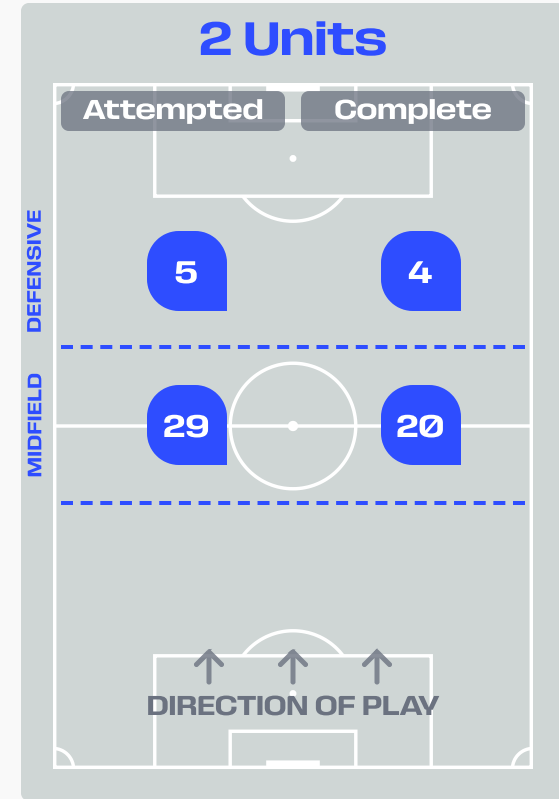 2 Units
Attempted Complete
DEFENSIVE
5 4
MIDFIELD
29 20
DIRECTION OF PLAY